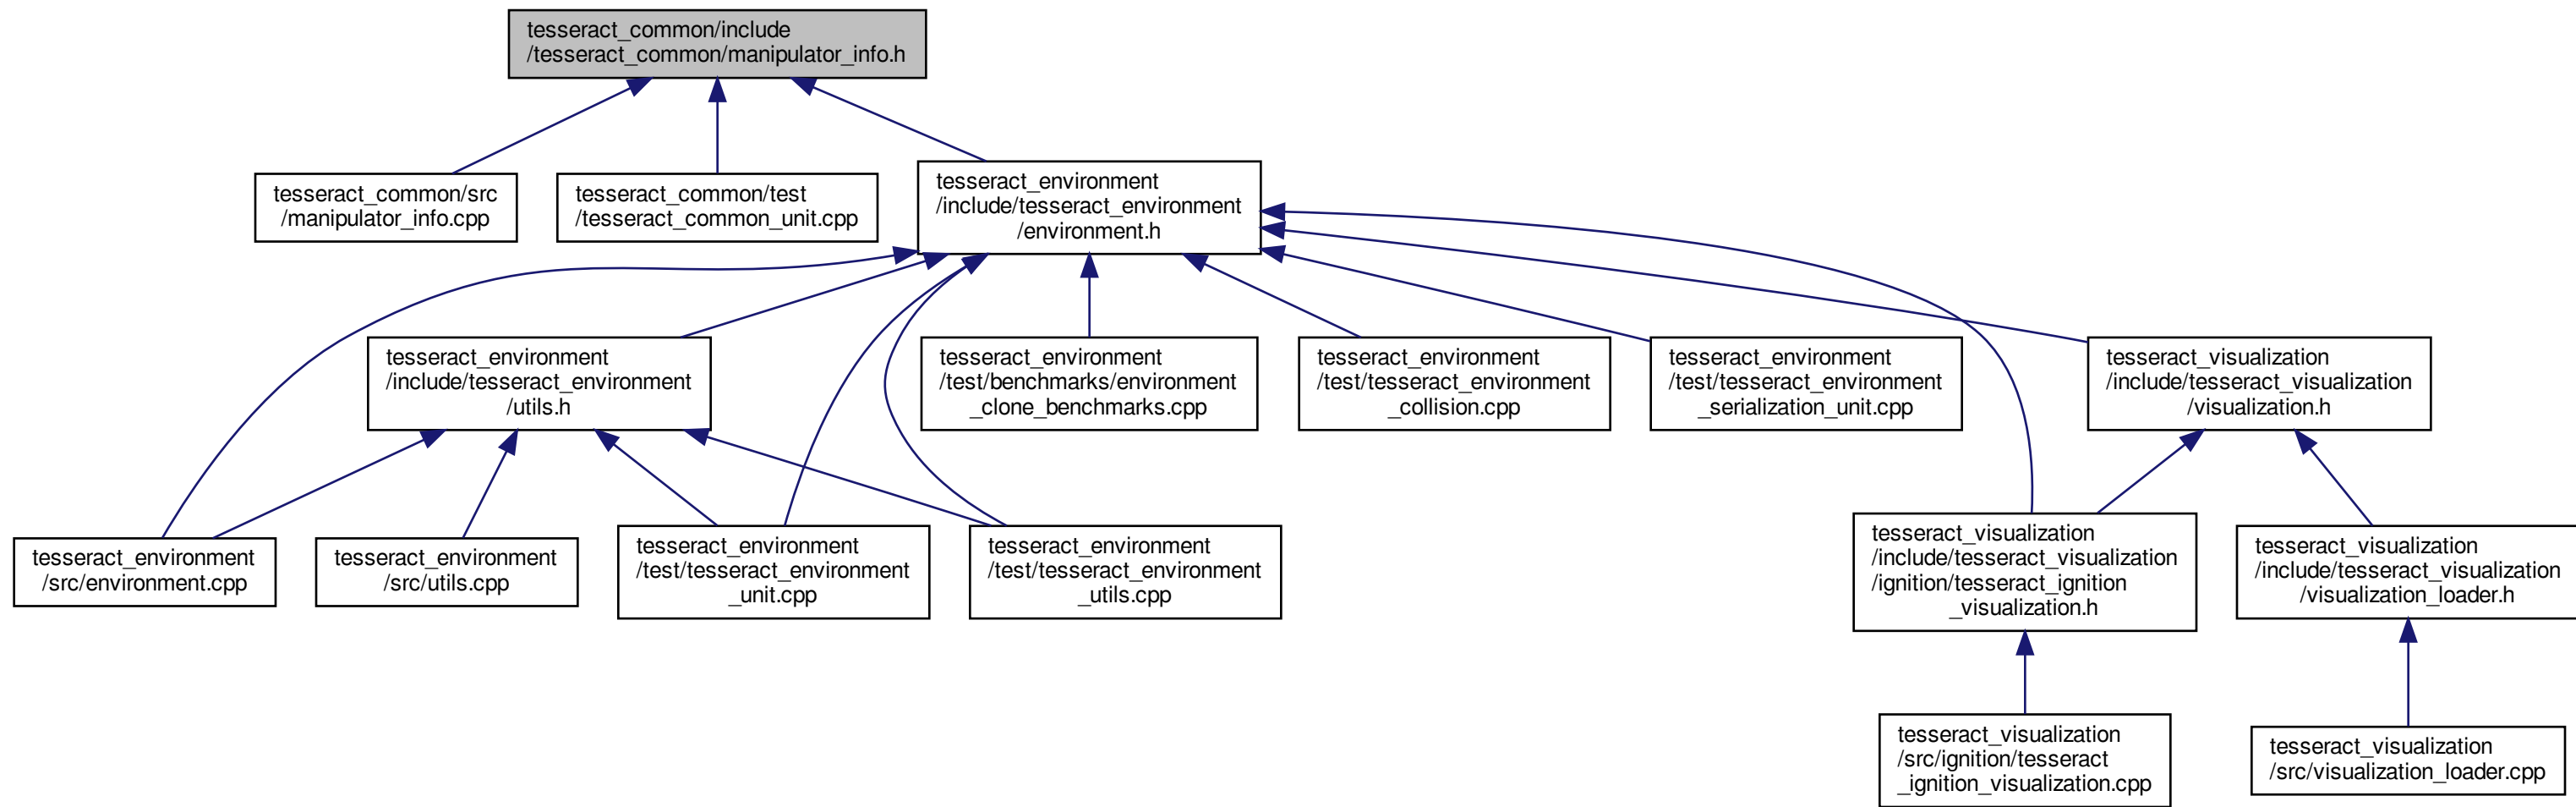 tesseract_common/include
/tesseract_common/manipulator_info.h
tesseract_common/src
/manipulator_info.cpp
tesseract_common/test
/tesseract_common_unit.cpp
tesseract_environment
/include/tesseract_environment
/environment.h
tesseract_environment
/include/tesseract_environment
/utils.h
tesseract_environment
/test/benchmarks/environment
_clone_benchmarks.cpp
tesseract_environment
/test/tesseract_environment
_collision.cpp
tesseract_environment
/test/tesseract_environment
_serialization_unit.cpp
tesseract_visualization
/include/tesseract_visualization
/visualization.h
tesseract_environment
/src/environment.cpp
tesseract_environment
/src/utils.cpp
tesseract_environment
/test/tesseract_environment
_unit.cpp
tesseract_environment
/test/tesseract_environment
_utils.cpp
tesseract_visualization
/include/tesseract_visualization
/ignition/tesseract_ignition
_visualization.h
tesseract_visualization
/include/tesseract_visualization
/visualization_loader.h
tesseract_visualization
/src/ignition/tesseract
_ignition_visualization.cpp
tesseract_visualization
/src/visualization_loader.cpp